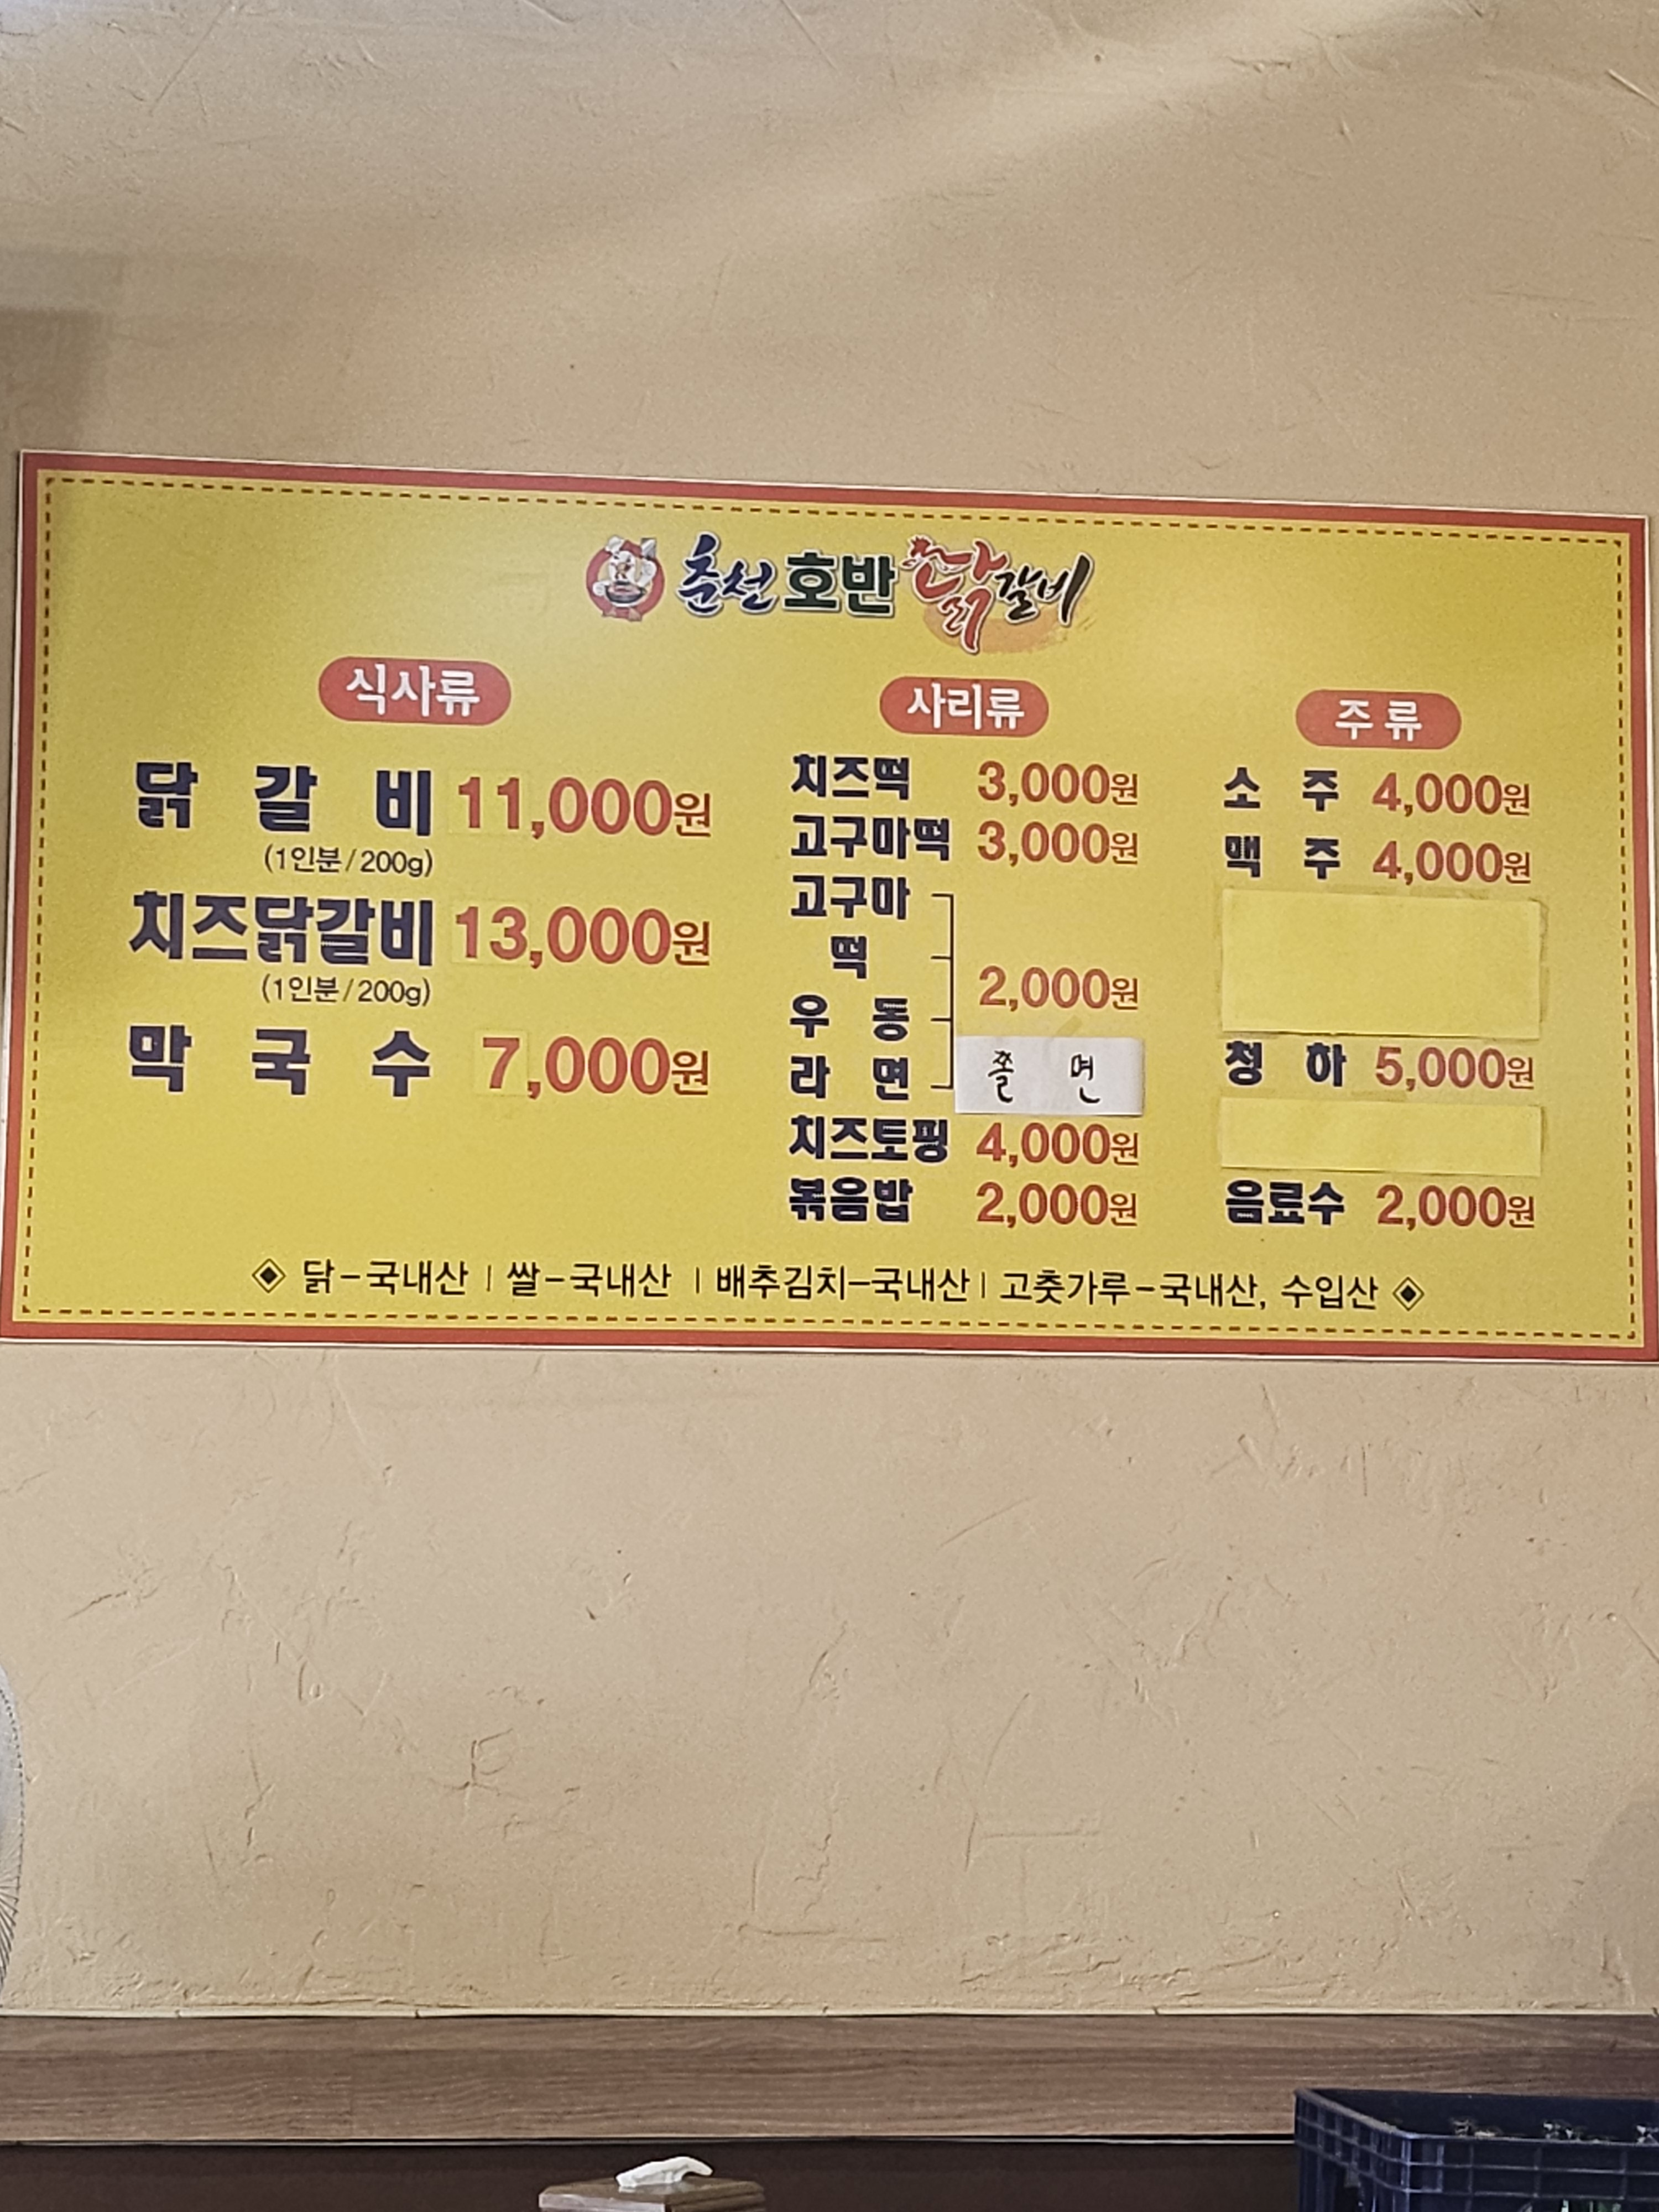 춘천 호반 닭갈비
식사류
닭 갈 비 11,000원
(1인분/200g)
치즈닭갈비 13,000원
(1인분/200g)
막 국 수 7,000원
사리류
치즈떡 3,000원
고구마떡 3,000원
고구마
떡
2,000원
우 동
라 면
쫄 면
치즈토핑 4,000원
볶음밥 2,000원
주 류
소 주 4,000원
맥 주 4,000원
청 하 5,000원
음료수 2,000원
◈ 닭-국내산 | 쌀-국내산 | 배추김치-국내산 | 고춧가루-국내산, 수입산 ◈